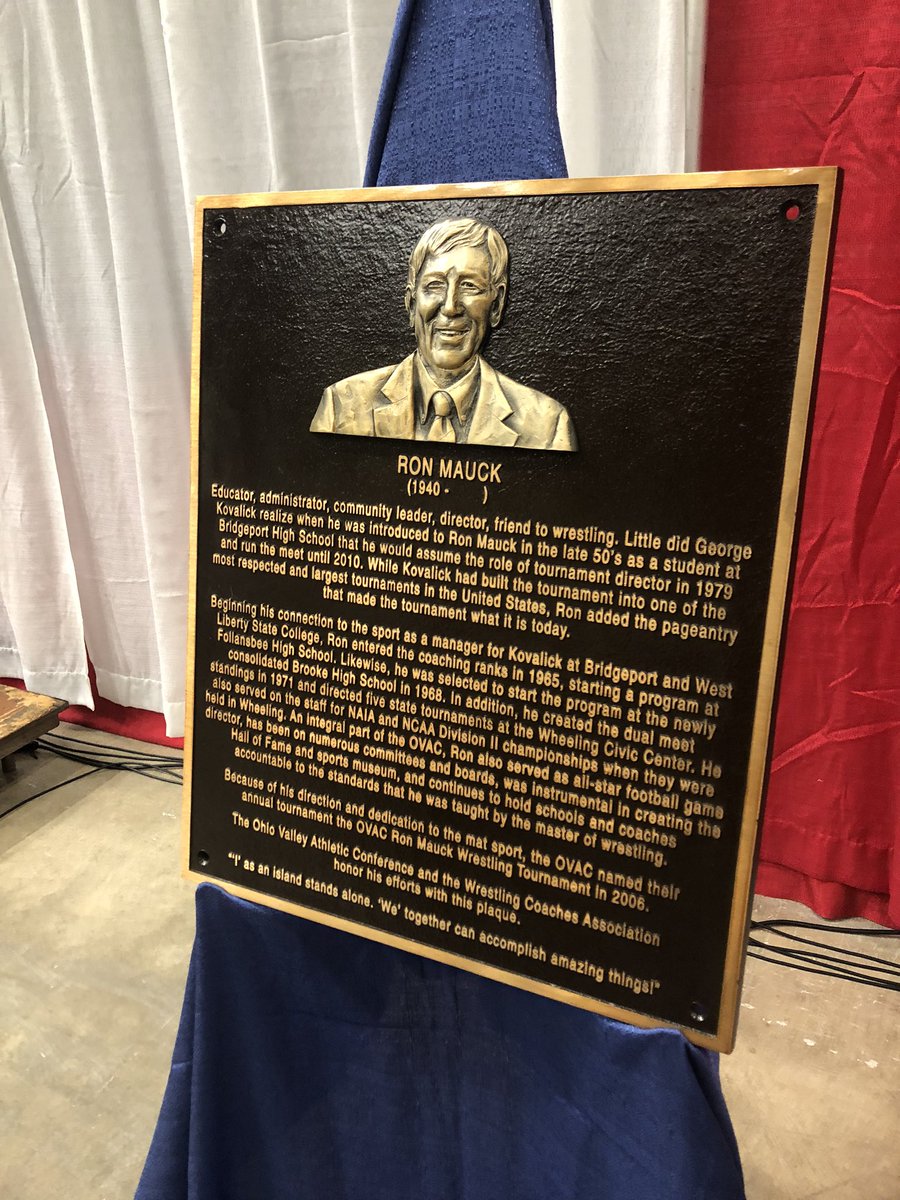 RON MAUCK
(1940 -      )
Educator, administrator, community leader, director, friend to wrestling. Little did George
Kovalick realize when he was introduced to Ron Mauck in the late 50's as a student at
Bridgeport High School that he would assume the role of tournament director in 1979
and run the meet until 2010. While Kovalick had built the tournament into one of the
most respected and largest tournaments in the United States, Ron added the pageantry
that made the tournament what it is today.
Beginning his connection to the sport as a manager for Kovalick at Bridgeport and West
Liberty State College, Ron entered the coaching ranks in 1965, starting a program at
Follansbee High School. Likewise, he was selected to start the program at the newly
consolidated Brooke High School in 1968. In addition, he created the dual meet
standings in 1971 and directed five state tournaments at the Wheeling Civic Center. He
also served on the staff for NAIA and NCAA Division II championships when they were
held in Wheeling. An integral part of the OVAC, Ron also served as all-star football game
director, has been on numerous committees and boards, was instrumental in creating the
Hall of Fame and sports museum, and continues to hold schools and coaches
accountable to the standards that he was taught by the master of wrestling.
Because of his direction and dedication to the mat sport, the OVAC named their
annual tournament the OVAC Ron Mauck Wrestling Tournament in 2006.
The Ohio Valley Athletic Conference and the Wrestling Coaches Association
honor his efforts with this plaque.
"'I' as an island stands alone. 'We' together can accomplish amazing things!"